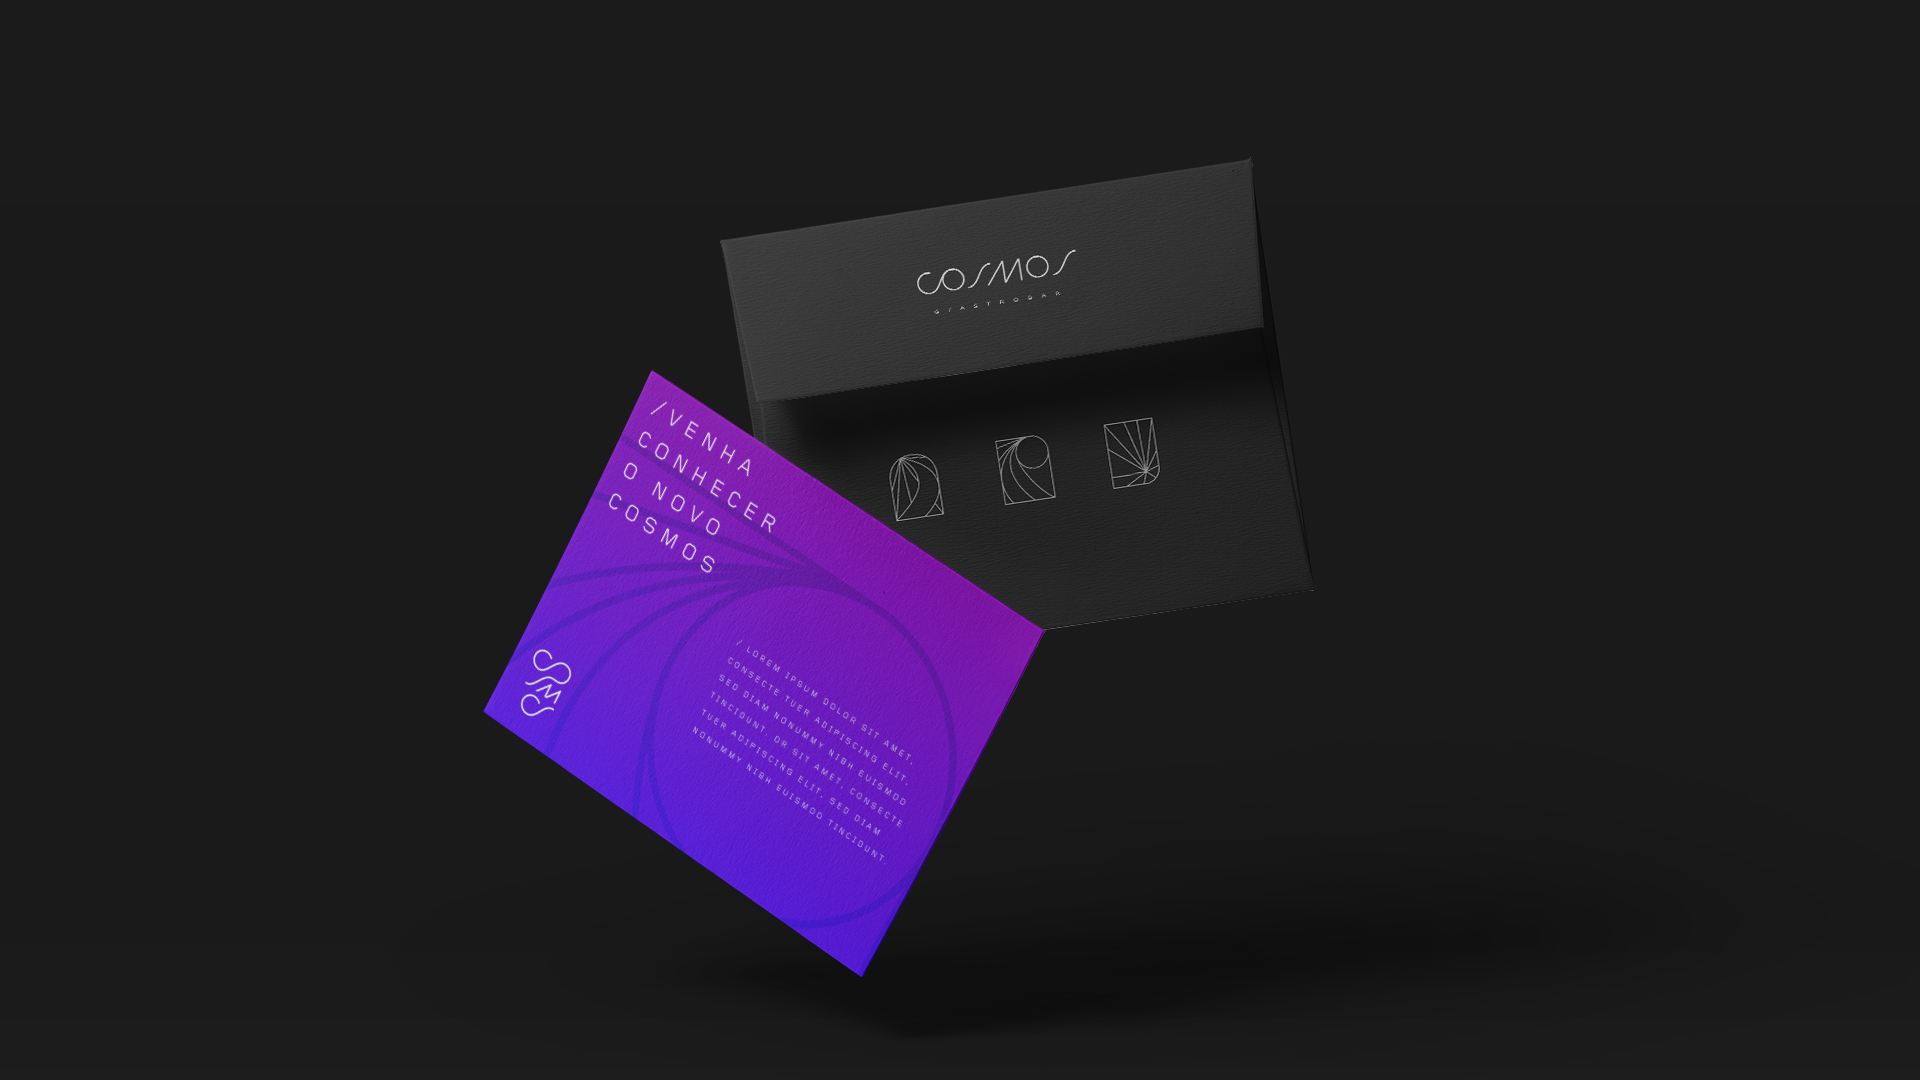 COSMOS
G/ASTROBAR
/VENHA
CONHECER
O NOVO
COSMOS
/ LOREM IPSUM DOLOR SIT AMET,
CONSECTE TUER ADIPISCING ELIT,
SED DIAM NONUMMY NIBH EUISMOD
TINCIDUNT. OR SIT AMET, CONSECTE
TUER ADIPISCING ELIT, SED DIAM
NONUMMY NIBH EUISMOD TINCIDUNT.
COSMOS